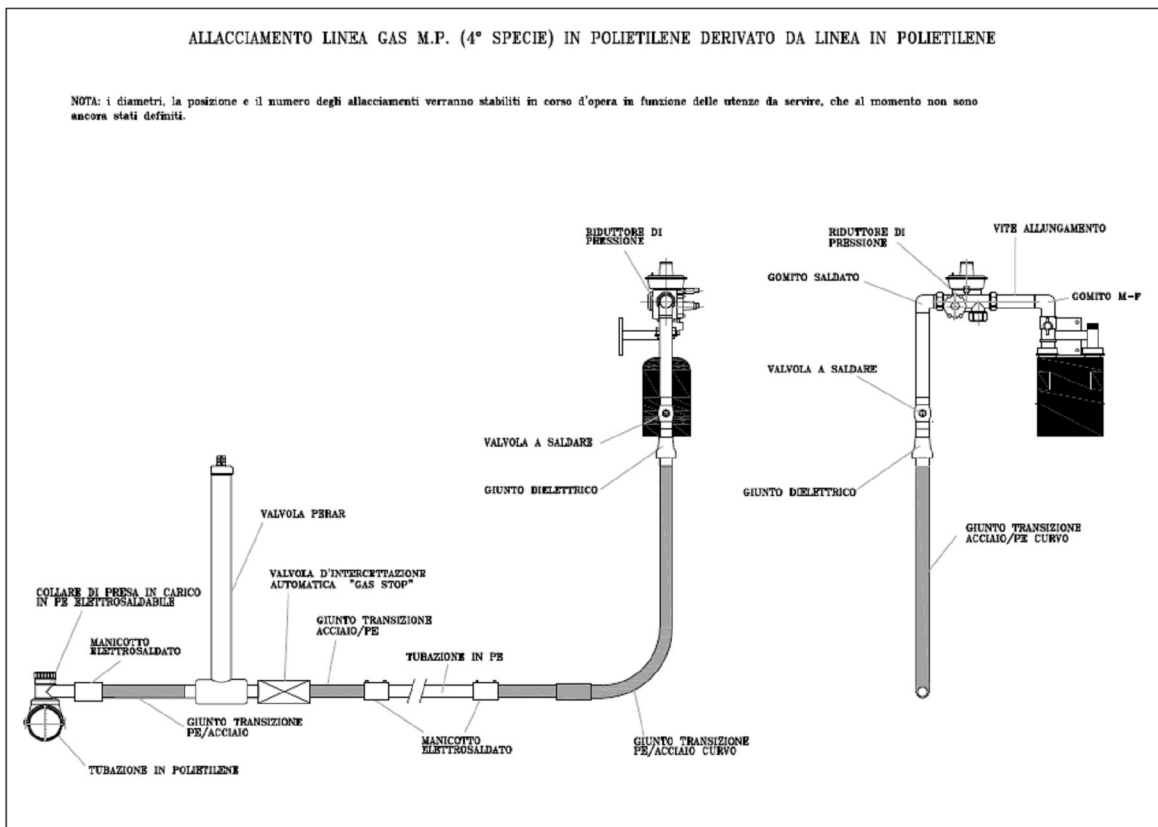 ALLACCIAMENTO LINEA GAS M.P. (4° SPECIE) IN POLIETILENE DERIVATO DA LINEA IN POLIETILENE
NOTA: i diametri, la posizione e il numero degli allacciamenti verranno stabiliti in corso d'opera in funzione delle utenze da servire, che al momento non sono
ancora stati definiti.
RIDUTTORE DI
PRESSIONE
RIDUTTORE DI
PRESSIONE
VITE ALLUNGAMENTO
GOMITO SALDATO
GOMITO M-F
VALVOLA A SALDARE
VALVOLA A SALDARE
GIUNTO DIELETTRICO
GIUNTO DIELETTRICO
VALVOLA PERAR
GIUNTO TRANSIZIONE
ACCIAIO/PE CURVO
VALVOLA D'INTERCETTAZIONE
AUTOMATICA "GAS STOP"
COLLARE DI PRESA IN CARICO
IN PE ELETTROSALDABILE
GIUNTO TRANSIZIONE
ACCIAIO/PE
MANICOTTO
ELETTROSALDATO
TUBAZIONE IN PE
GIUNTO TRANSIZIONE
PE/ACCIAIO
MANICOTTO
ELETTROSALDATO
GIUNTO TRANSIZIONE
PE/ACCIAIO CURVO
TUBAZIONE IN POLIETILENE